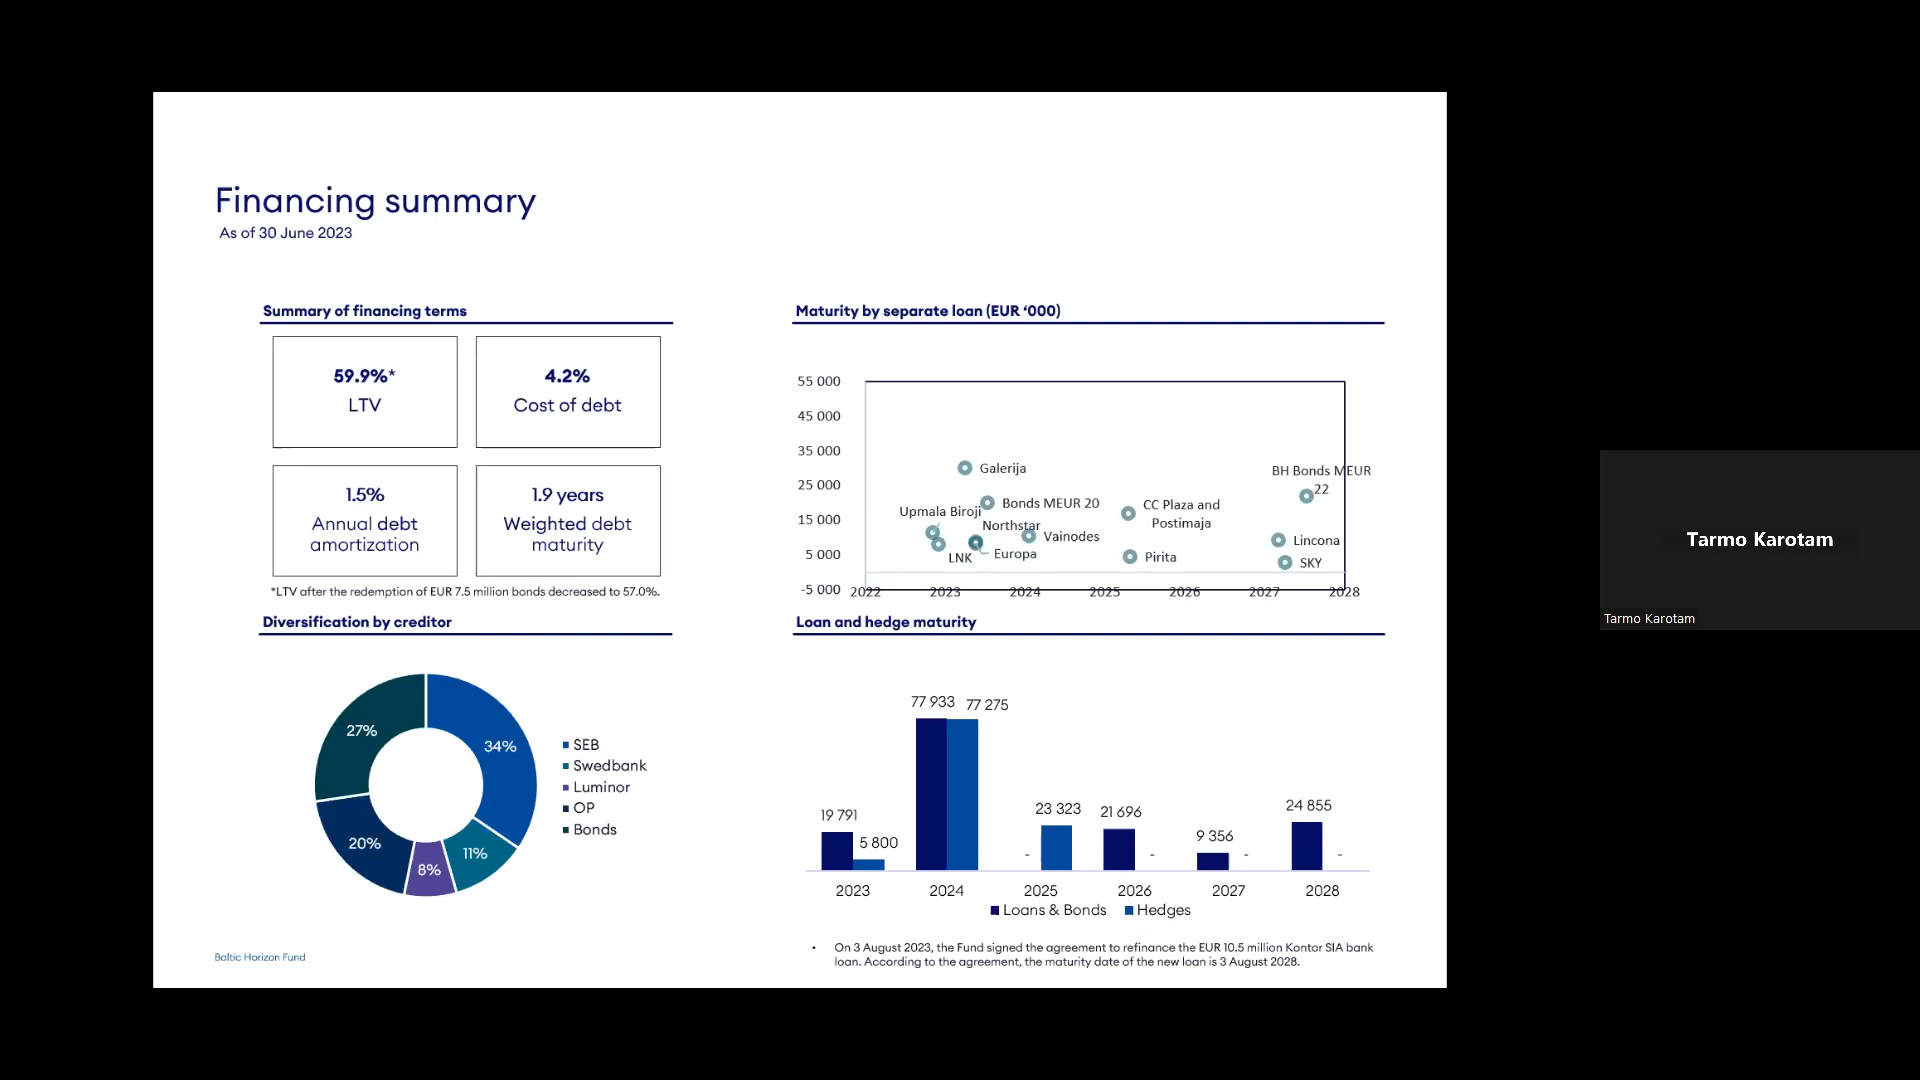 Financing summary
As of 30 June 2023
Summary of financing terms
59.9%*
LTV
4.2%
Cost of debt
1.5%
Annual debt
amortization
1.9 years
Weighted debt
maturity
*LTV after the redemption of EUR 7.5 million bonds decreased to 57.0%.
Maturity by separate loan (EUR ‘000)
55 000
45 000
35 000
25 000
15 000
5 000
-5 000
2022
2023
2024
2025
2026
2027
2028
Galerija
Bonds MEUR 20
Upmala Biroji
Northstar
LNK
Europa
Vainodes
CC Plaza and
Postimaja
Pirita
BH Bonds MEUR
22
Lincona
SKY
Diversification by creditor
27%
34%
20%
8%
11%
SEB
Swedbank
Luminor
OP
Bonds
Loan and hedge maturity
77 933
77 275
19 791
5 800
-
23 323
21 696
-
9 356
-
24 855
-
2023
2024
2025
2026
2027
2028
Loans & Bonds
Hedges
• On 3 August 2023, the Fund signed the agreement to refinance the EUR 10.5 million Kontor SIA bank
loan. According to the agreement, the maturity date of the new loan is 3 August 2028.
Baltic Horizon Fund
Tarmo Karotam
Tarmo Karotam